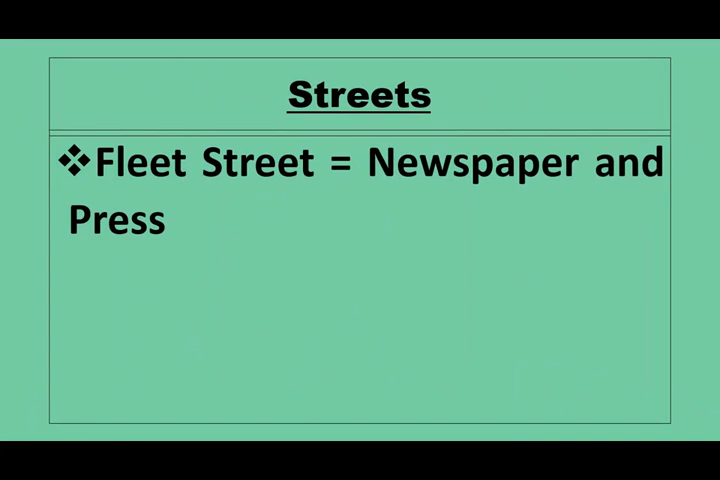 Streets
❖Fleet Street = Newspaper and
Press